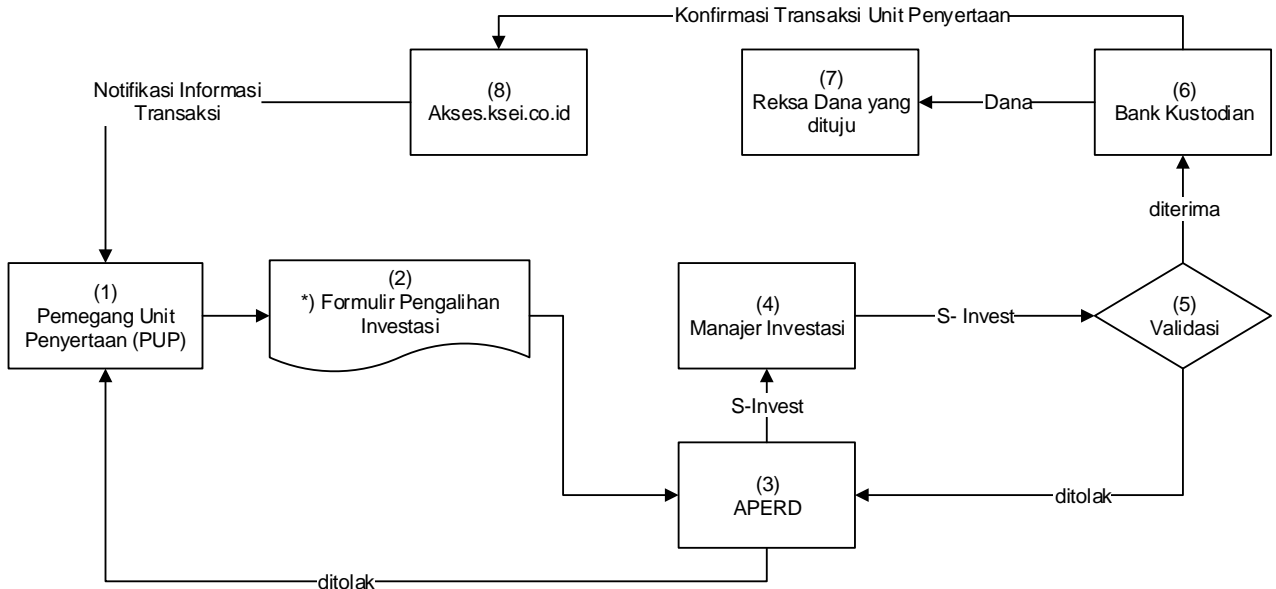 Konfirmasi Transaksi Unit Penyertaan
Notifikasi Informasi
Transaksi
(8)
Akses.ksei.co.id
(7)
Reksa Dana yang
dituju
Dana
(6)
Bank Kustodian
diterima
(1)
Pemegang Unit
Penyertaan (PUP)
(2)
*) Formulir Pengalihan
Investasi
(4)
Manajer Investasi
S- Invest
(5)
Validasi
S-Invest
(3)
APERD
ditolak
ditolak